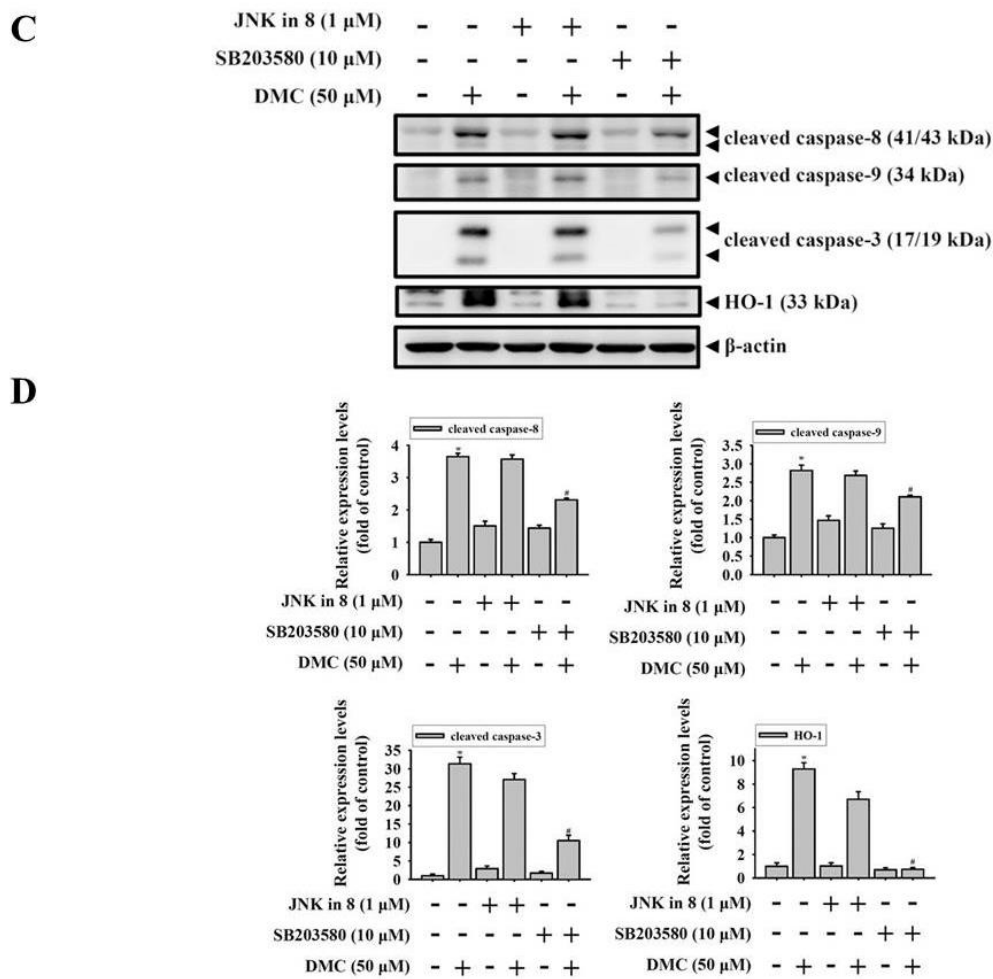 C
JNK in 8 (1 μM) - - + + - -
SB203580 (10 μM) - - - - + +
DMC (50 μM) - + - + - +
cleaved caspase-8 (41/43 kDa)
cleaved caspase-9 (34 kDa)
cleaved caspase-3 (17/19 kDa)
HO-1 (33 kDa)
β-actin
D
Relative expression levels
(fold of control)
cleaved caspase-8
4
3
2
1
0
*
#
JNK in 8 (1 μM) - - + + - -
SB203580 (10 μM) - - - - + +
DMC (50 μM) - + - + - +
Relative expression levels
(fold of control)
cleaved caspase-9
3.5
3.0
2.5
2.0
1.5
1.0
0.5
0.0
*
#
JNK in 8 (1 μM) - - + + - -
SB203580 (10 μM) - - - - + +
DMC (50 μM) - + - + - +
Relative expression levels
(fold of control)
cleaved caspase-3
35
30
25
20
15
10
5
0
*
#
JNK in 8 (1 μM) - - + + - -
SB203580 (10 μM) - - - - + +
DMC (50 μM) - + - + - +
Relative expression levels
(fold of control)
HO-1
10
8
6
4
2
0
*
#
JNK in 8 (1 μM) - - + + - -
SB203580 (10 μM) - - - - + +
DMC (50 μM) - + - + - +